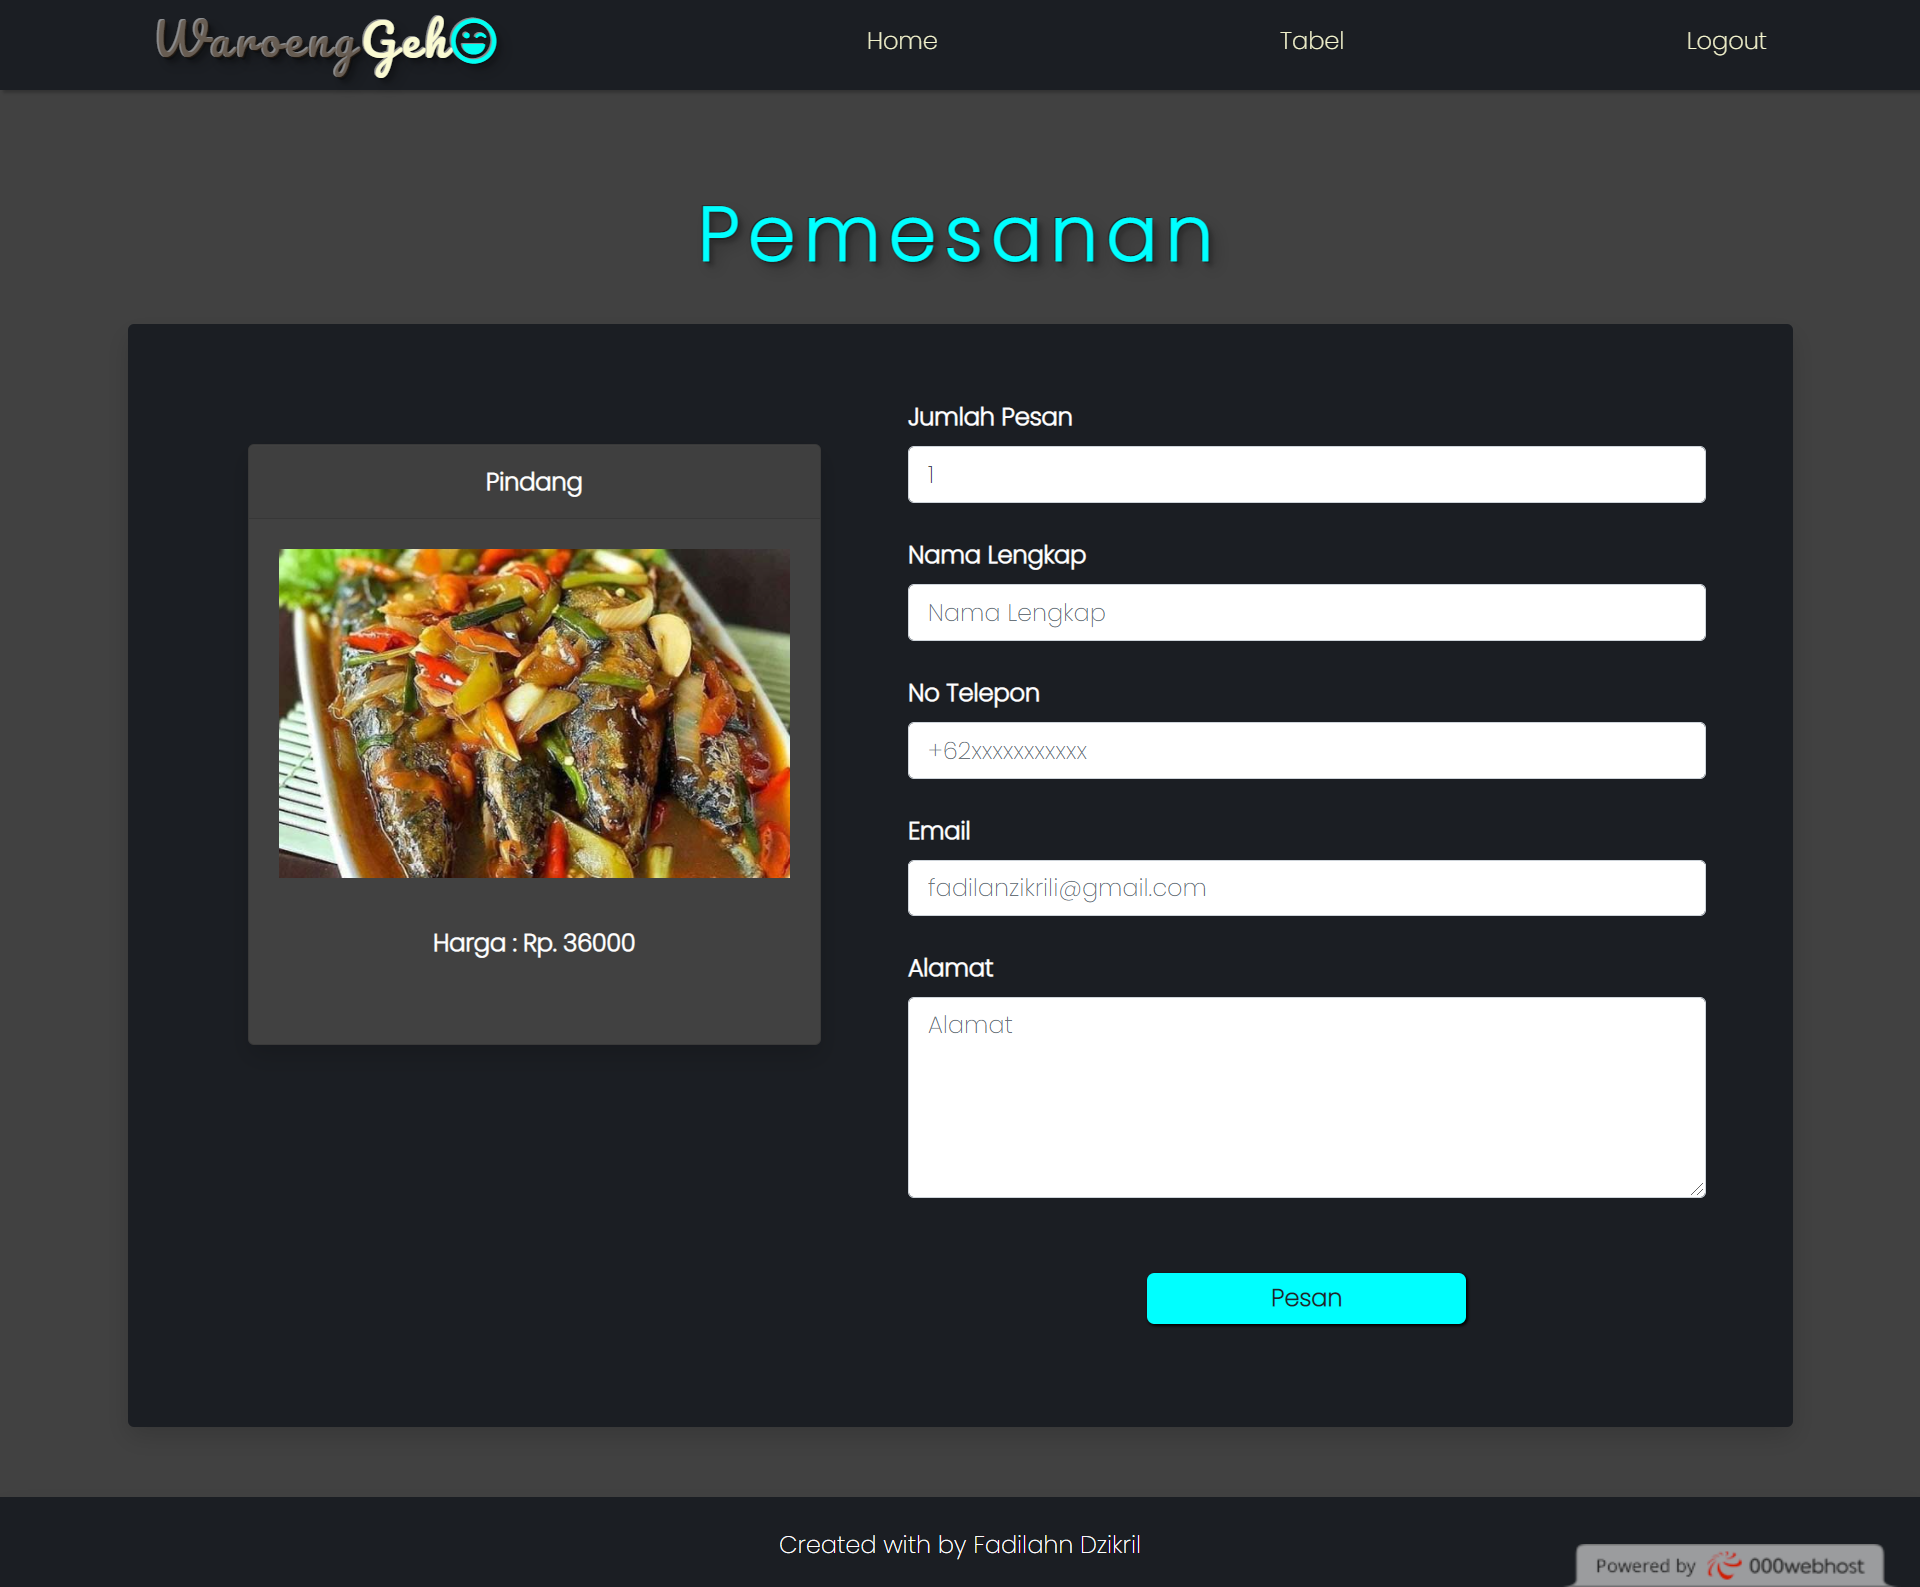 WaroengGeh
Home
Tabel
Logout
Pemesanan
Pindang
Harga : Rp. 36000
Jumlah Pesan
1
Nama Lengkap
Nama Lengkap
No Telepon
+62xxxxxxxxxxx
Email
fadilanzikrili@gmail.com
Alamat
Alamat
Pesan
Created with by Fadilahn Dzikril
Powered by 000webhost